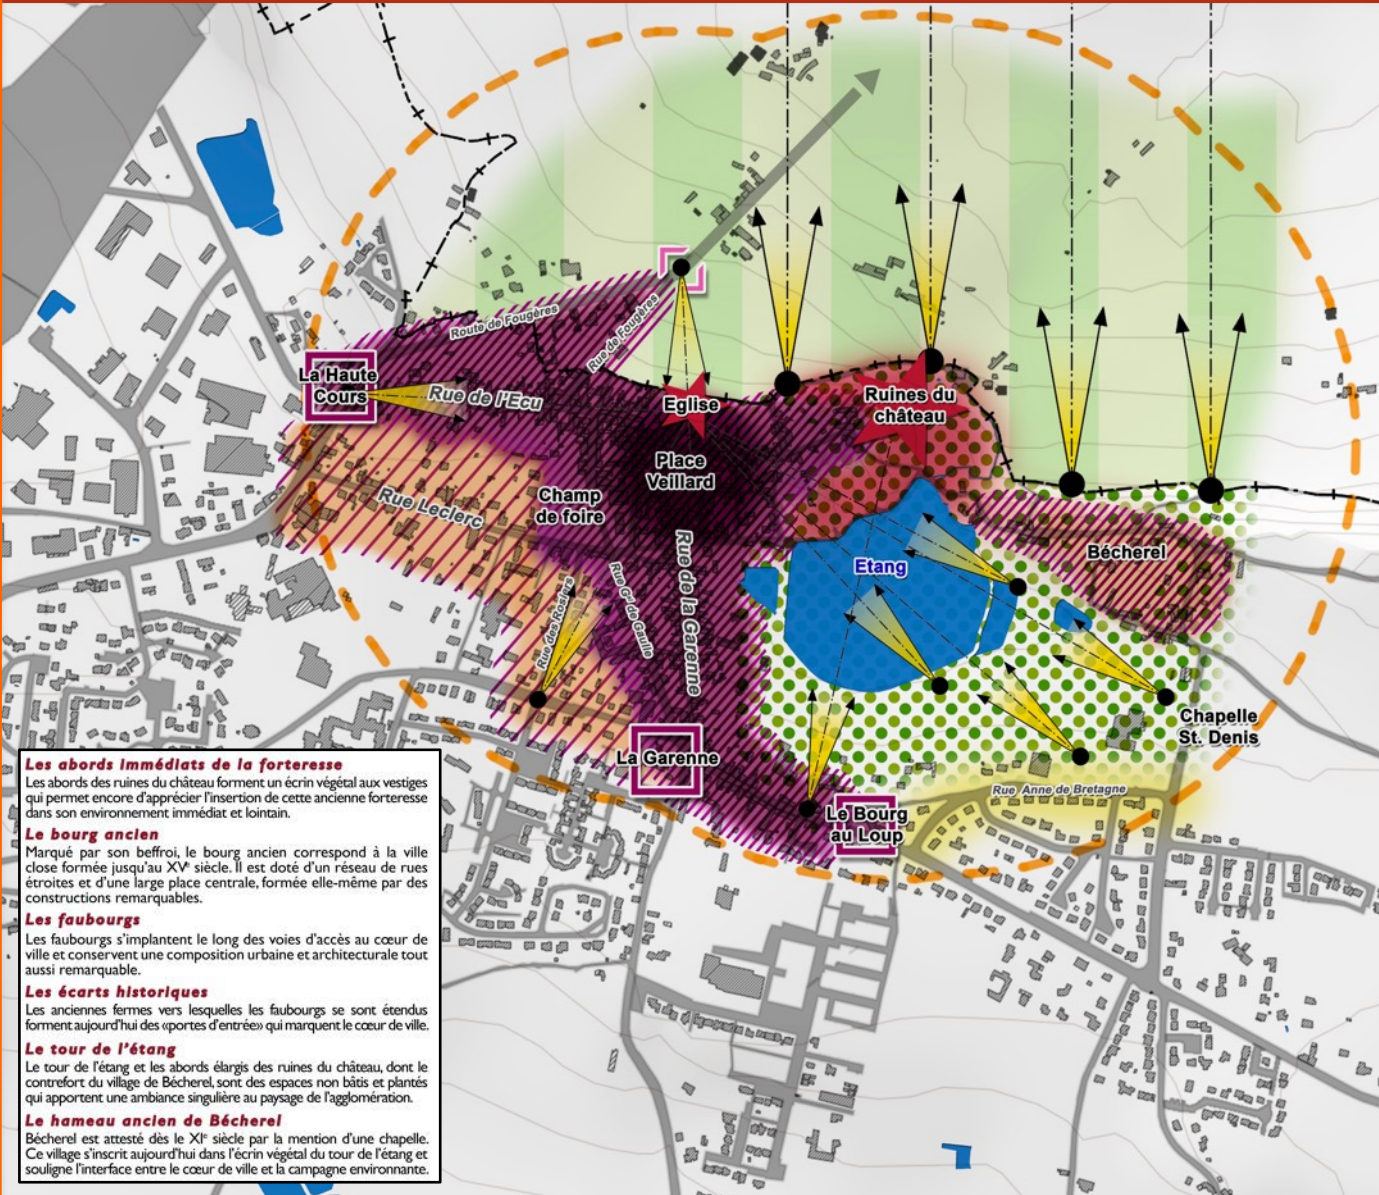 Route de Fougères
Rue de Fougères
La Haute
Cours
Rue de l'Ecu
Eglise
Ruines du
château
Place
Veillard
Rue Leclerc
Champ
de foire
Rue de la Garenne
Etang
Bécherel
Rue des Rosiers
Rue Gal de Gaulle
Chapelle
St. Denis
La Garenne
Rue Anne de Bretagne
Le Bourg
au Loup
Les abords immédiats de la forteresse
Les abords des ruines du château forment un écrin végétal aux vestiges
qui permet encore d'apprécier l'insertion de cette ancienne forteresse
dans son environnement immédiat et lointain.
Le bourg ancien
Marqué par son beffroi, le bourg ancien correspond à la ville
close formée jusqu'au XVe siècle. Il est doté d'un réseau de rues
étroites et d'une large place centrale, formée elle-même par des
constructions remarquables.
Les faubourgs
Les faubourgs s'implantent le long des voies d'accès au cœur de
ville et conservent une composition urbaine et architecturale tout
aussi remarquable.
Les écarts historiques
Les anciennes fermes vers lesquelles les faubourgs se sont étendus
forment aujourd'hui des «portes d'entrée» qui marquent le cœur de ville.
Le tour de l'étang
Le tour de l'étang et les abords élargis des ruines du château, dont le
contrefort du village de Bécherel, sont des espaces non bâtis et plantés
qui apportent une ambiance singulière au paysage de l'agglomération.
Le hameau ancien de Bécherel
Bécherel est attesté dès le XIe siècle par la mention d'une chapelle.
Ce village s'inscrit aujourd'hui dans l'écrin végétal du tour de l'étang et
souligne l'interface entre le cœur de ville et la campagne environnante.